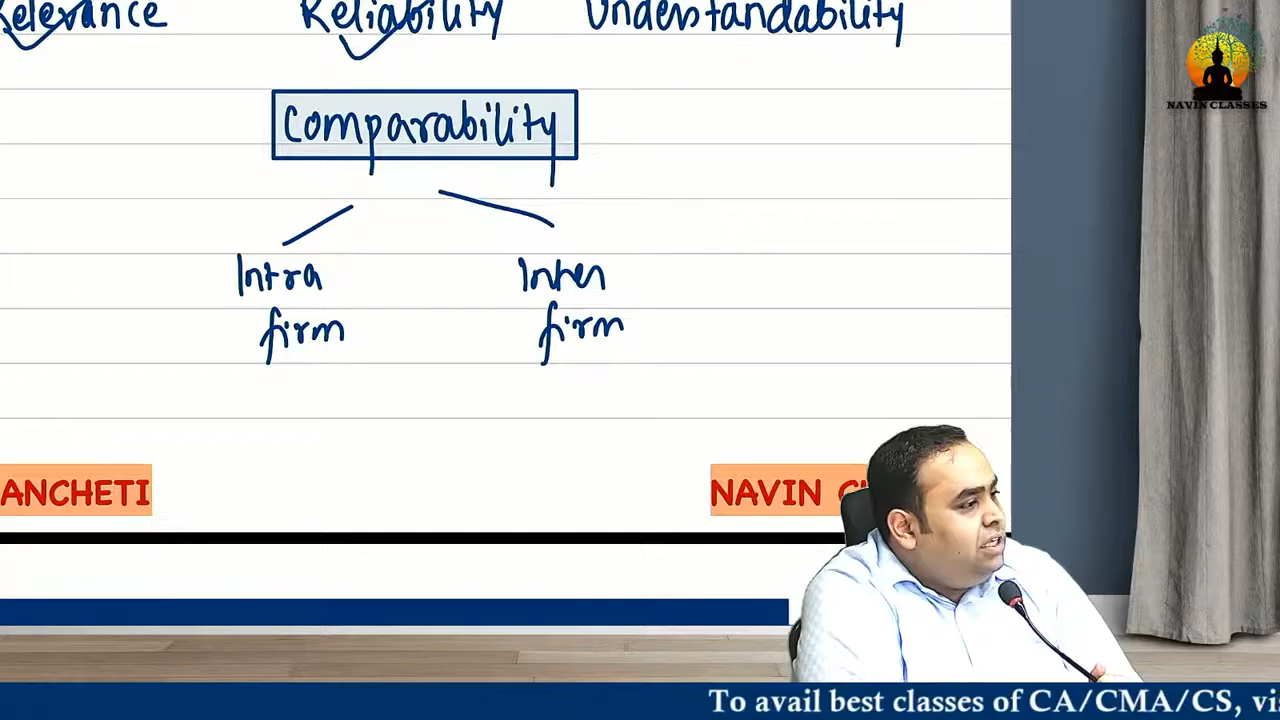 Relevance Reliability Understandability
NAVIN CLASSES
Comparability
Intra Inter
firm firm
ANCHETI NAVIN
To avail best classes of CA/CMA/CS, vis